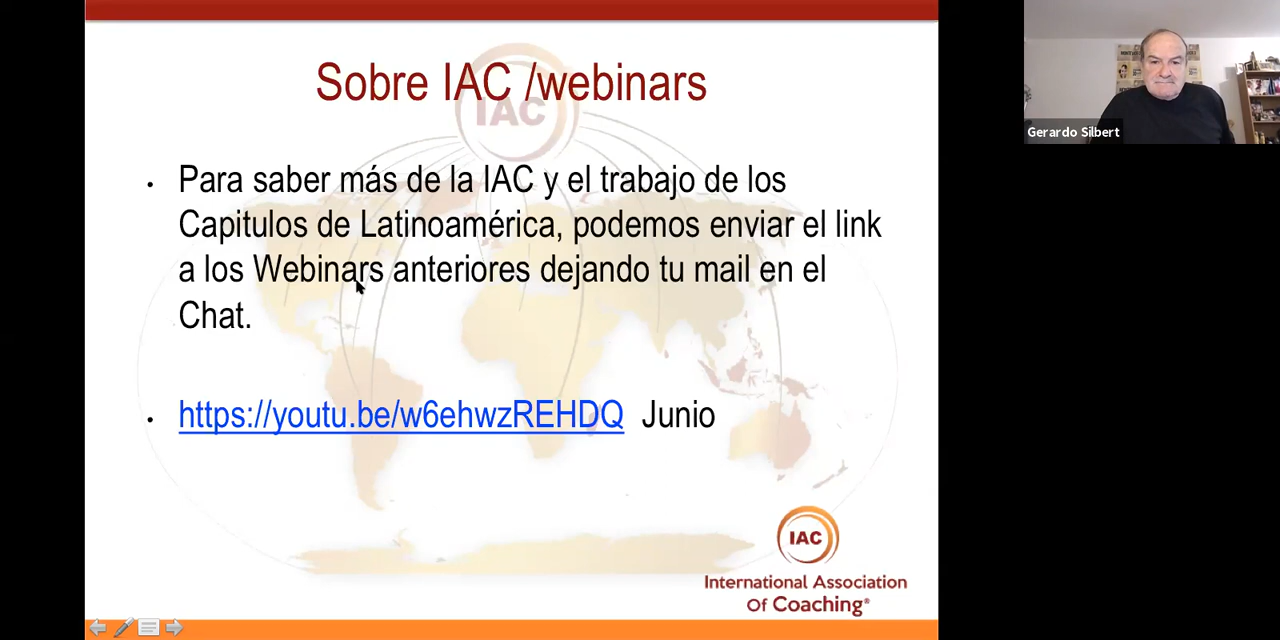 Sobre IAC /webinars
IAC
• Para saber más de la IAC y el trabajo de los
Capitulos de Latinoamérica, podemos enviar el link
a los Webinars anteriores dejando tu mail en el
Chat.
• https://youtu.be/w6ehwzREHDQ Junio
IAC
International Association
Of Coaching®
Gerardo Silbert